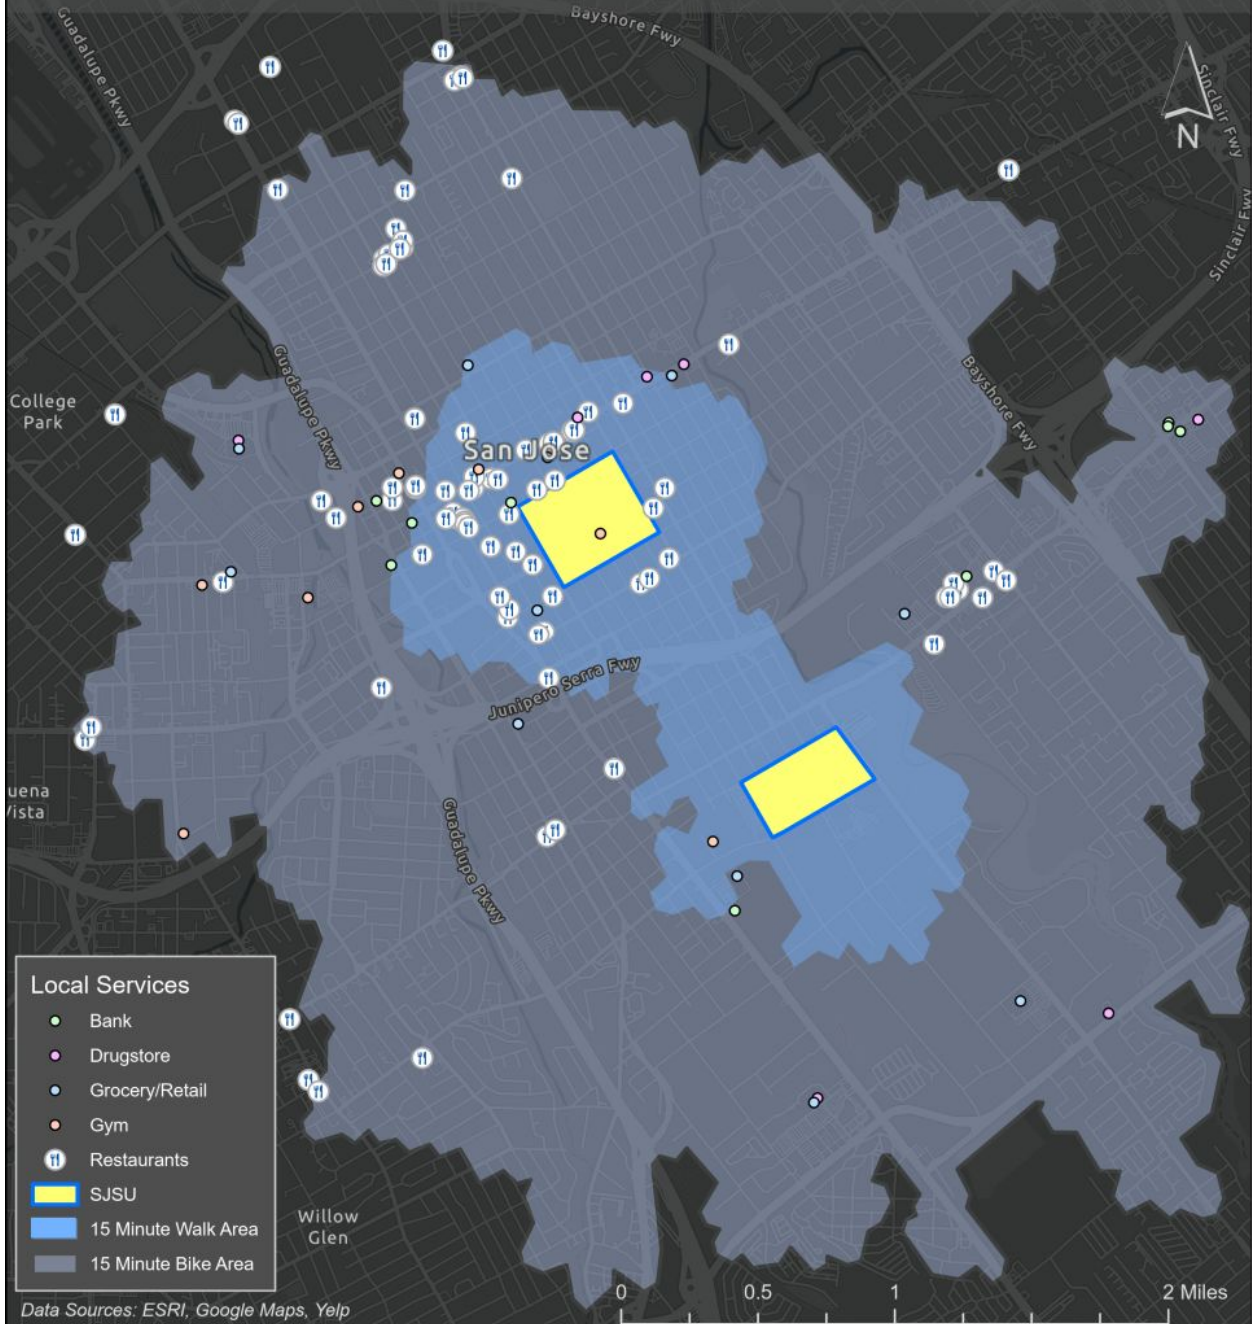 Guadalupe Pkwy
Bayshore Fwy
Sinclair Fwy
N
Sinclair Fwy
College
Park
Guadalupe Pkwy
Bayshore Fwy
San Jose
Junipero Serra Fwy
uena
Vista
Guadalupe Pkwy
Local Services
Bank
Drugstore
Grocery/Retail
Gym
Restaurants
SJSU
15 Minute Walk Area
15 Minute Bike Area
Willow
Glen
0 0.5 1 2 Miles
Data Sources: ESRI, Google Maps, Yelp